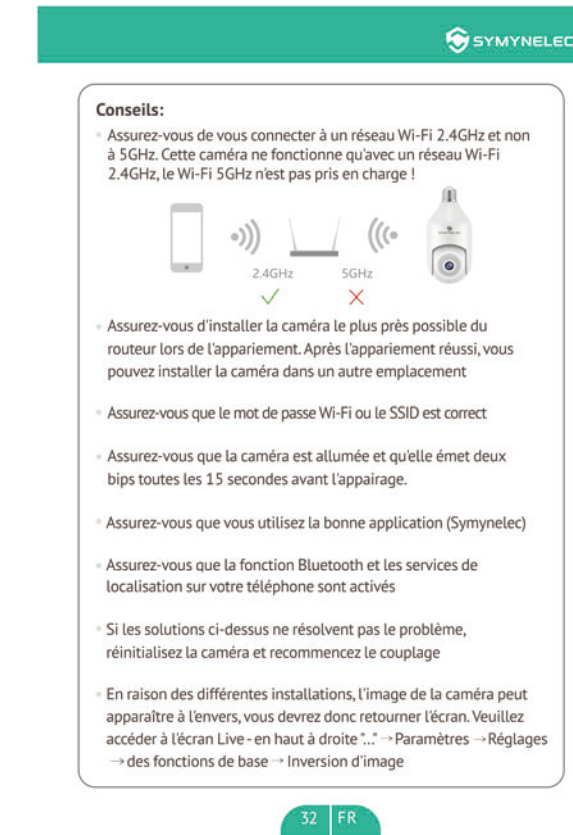 SYMYNELEC
Conseils:
Assurez-vous de vous connecter à un réseau Wi-Fi 2.4GHz et non
à 5GHz. Cette caméra ne fonctionne qu'avec un réseau Wi-Fi
2.4GHz, le Wi-Fi 5GHz n'est pas pris en charge !
2.4GHz 5GHz
Assurez-vous d'installer la caméra le plus près possible du
routeur lors de l'appariement. Après l'appariement réussi, vous
pouvez installer la caméra dans un autre emplacement
Assurez-vous que le mot de passe Wi-Fi ou le SSID est correct
Assurez-vous que la caméra est allumée et qu'elle émet deux
bips toutes les 15 secondes avant l'appairage.
Assurez-vous que vous utilisez la bonne application (Symynelec)
Assurez-vous que la fonction Bluetooth et les services de
localisation sur votre téléphone sont activés
Si les solutions ci-dessus ne résolvent pas le problème,
réinitialisez la caméra et recommencez le couplage
En raison des différentes installations, l'image de la caméra peut
apparaître à l'envers, vous devrez donc retourner l'écran. Veuillez
accéder à l'écran Live - en haut à droite "..." → Paramètres → Réglages
→ des fonctions de base → Inversion d'image
32 FR